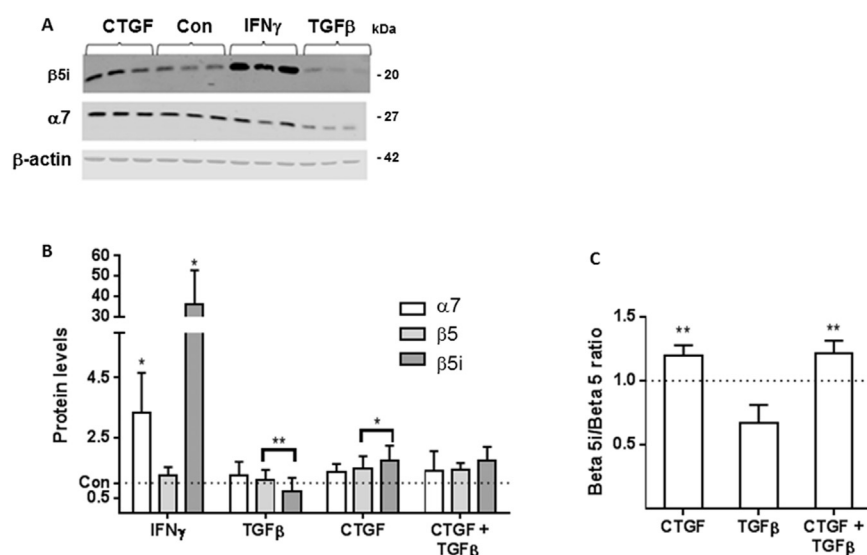 A
CTGF Con IFNγ TGFβ kDa
β5i - 20
α7 - 27
β-actin - 42
B
60
50
40
30
4.5
2.5
Con
0.5
Protein levels
* * ** *
α7
β5
β5i
IFNγ TGFβ CTGF CTGF +
TGFβ
C
1.5
1.0
0.5
Beta 5i/Beta 5 ratio
** **
CTGF TGFβ CTGF +
TGFβ